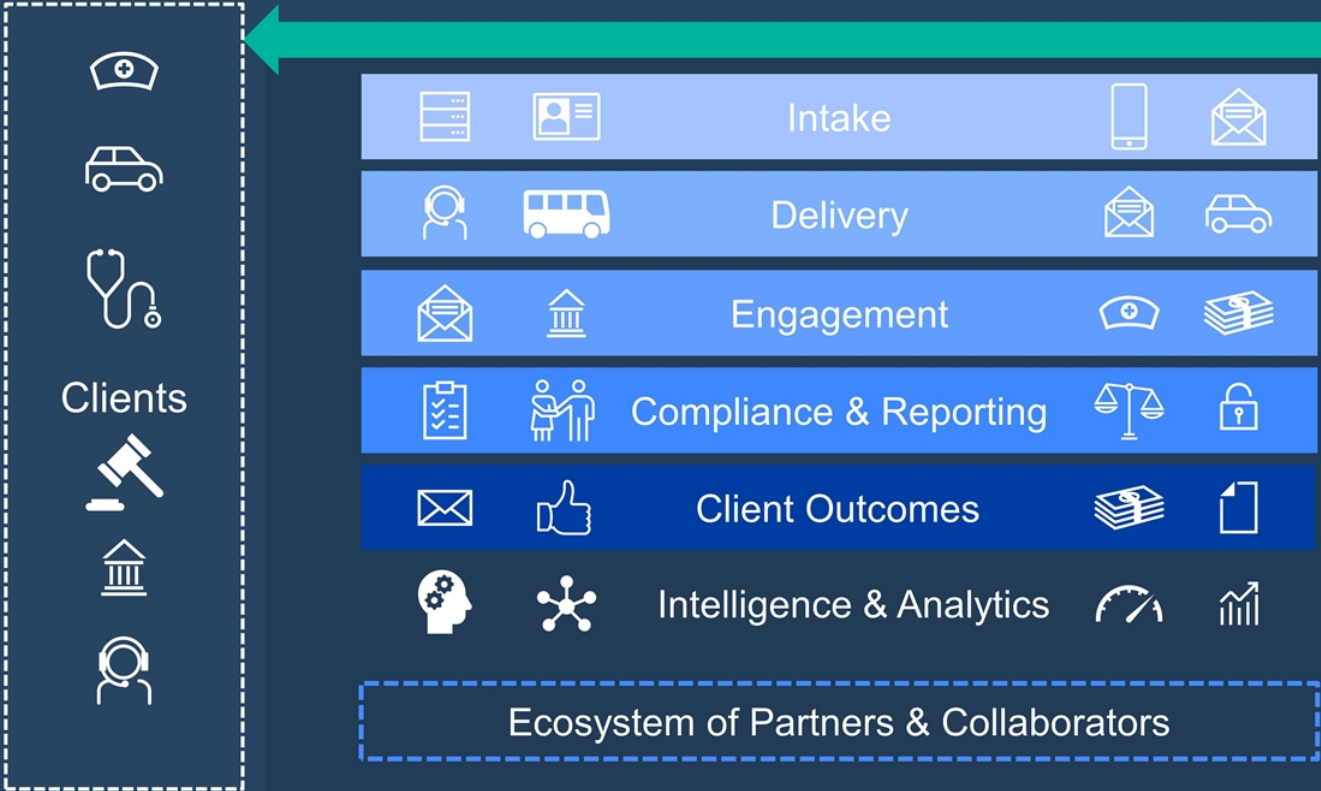 Intake
Delivery
Engagement
Clients
Compliance & Reporting
Client Outcomes
Intelligence & Analytics
Ecosystem of Partners & Collaborators